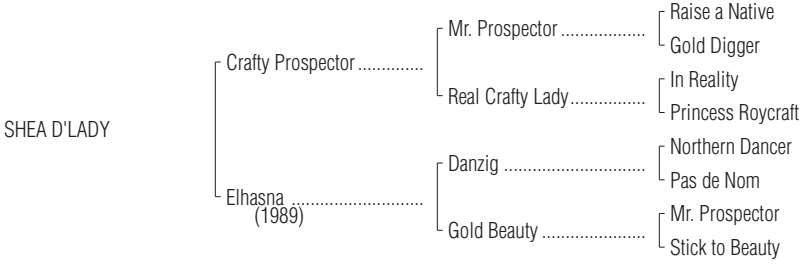 Raise a Native
Mr. Prospector ..................
Gold Digger
Crafty Prospector ..............
In Reality
Real Crafty Lady................
Princess Roycraft
SHEA D'LADY
Northern Dancer
Danzig ..............................
Pas de Nom
Elhasna ............................
(1989)
Mr. Prospector
Gold Beauty ......................
Stick to Beauty